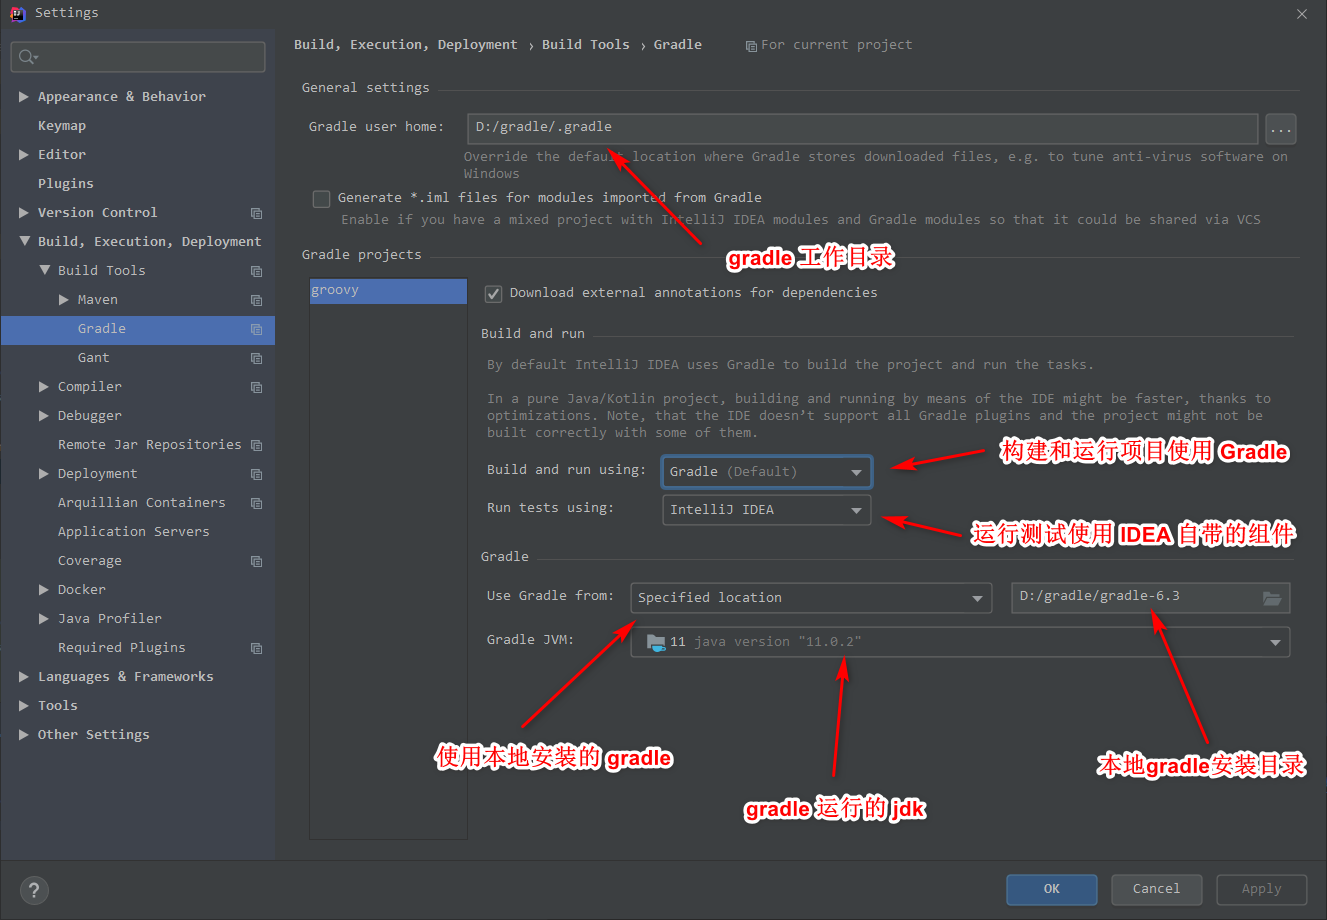 Settings
Build, Execution, Deployment › Build Tools › Gradle
For current project
Appearance & Behavior
Keymap
Editor
Plugins
Version Control
Build, Execution, Deployment
Build Tools
Maven
Gradle
Gant
Compiler
Debugger
Remote Jar Repositories
Deployment
Arquillian Containers
Application Servers
Coverage
Docker
Java Profiler
Required Plugins
Languages & Frameworks
Tools
Other Settings
General settings
Gradle user home:
D:/gradle/.gradle
...
Override the default location where Gradle stores downloaded files, e.g. to tune anti-virus software on
Windows
Generate *.iml files for modules imported from Gradle
Enable if you have a mixed project with IntelliJ IDEA modules and Gradle modules so that it could be shared via VCS
gradle 工作目录
Gradle projects
groovy
Download external annotations for dependencies
Build and run
By default IntelliJ IDEA uses Gradle to build the project and run the tasks.
In a pure Java/Kotlin project, building and running by means of the IDE might be faster, thanks to
optimizations. Note, that the IDE doesn’t support all Gradle plugins and the project might not be
built correctly with some of them.
Build and run using:
Gradle (Default)
构建和运行项目使用 Gradle
Run tests using:
IntelliJ IDEA
运行测试使用 IDEA 自带的组件
Gradle
Use Gradle from:
Specified location
D:/gradle/gradle-6.3
Gradle JVM:
11 java version "11.0.2"
使用本地安装的 gradle
本地gradle安装目录
gradle 运行的 jdk
?
OK
Cancel
Apply